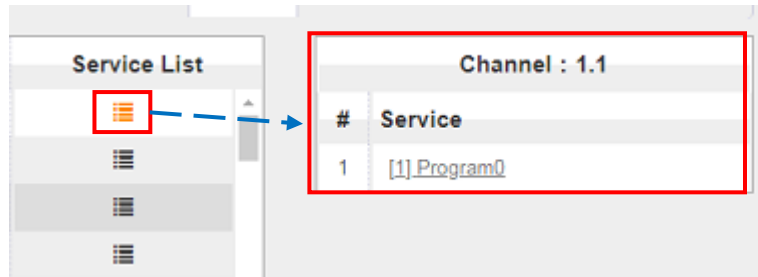 Service List
Channel : 1.1
# Service
1 [1] Program0